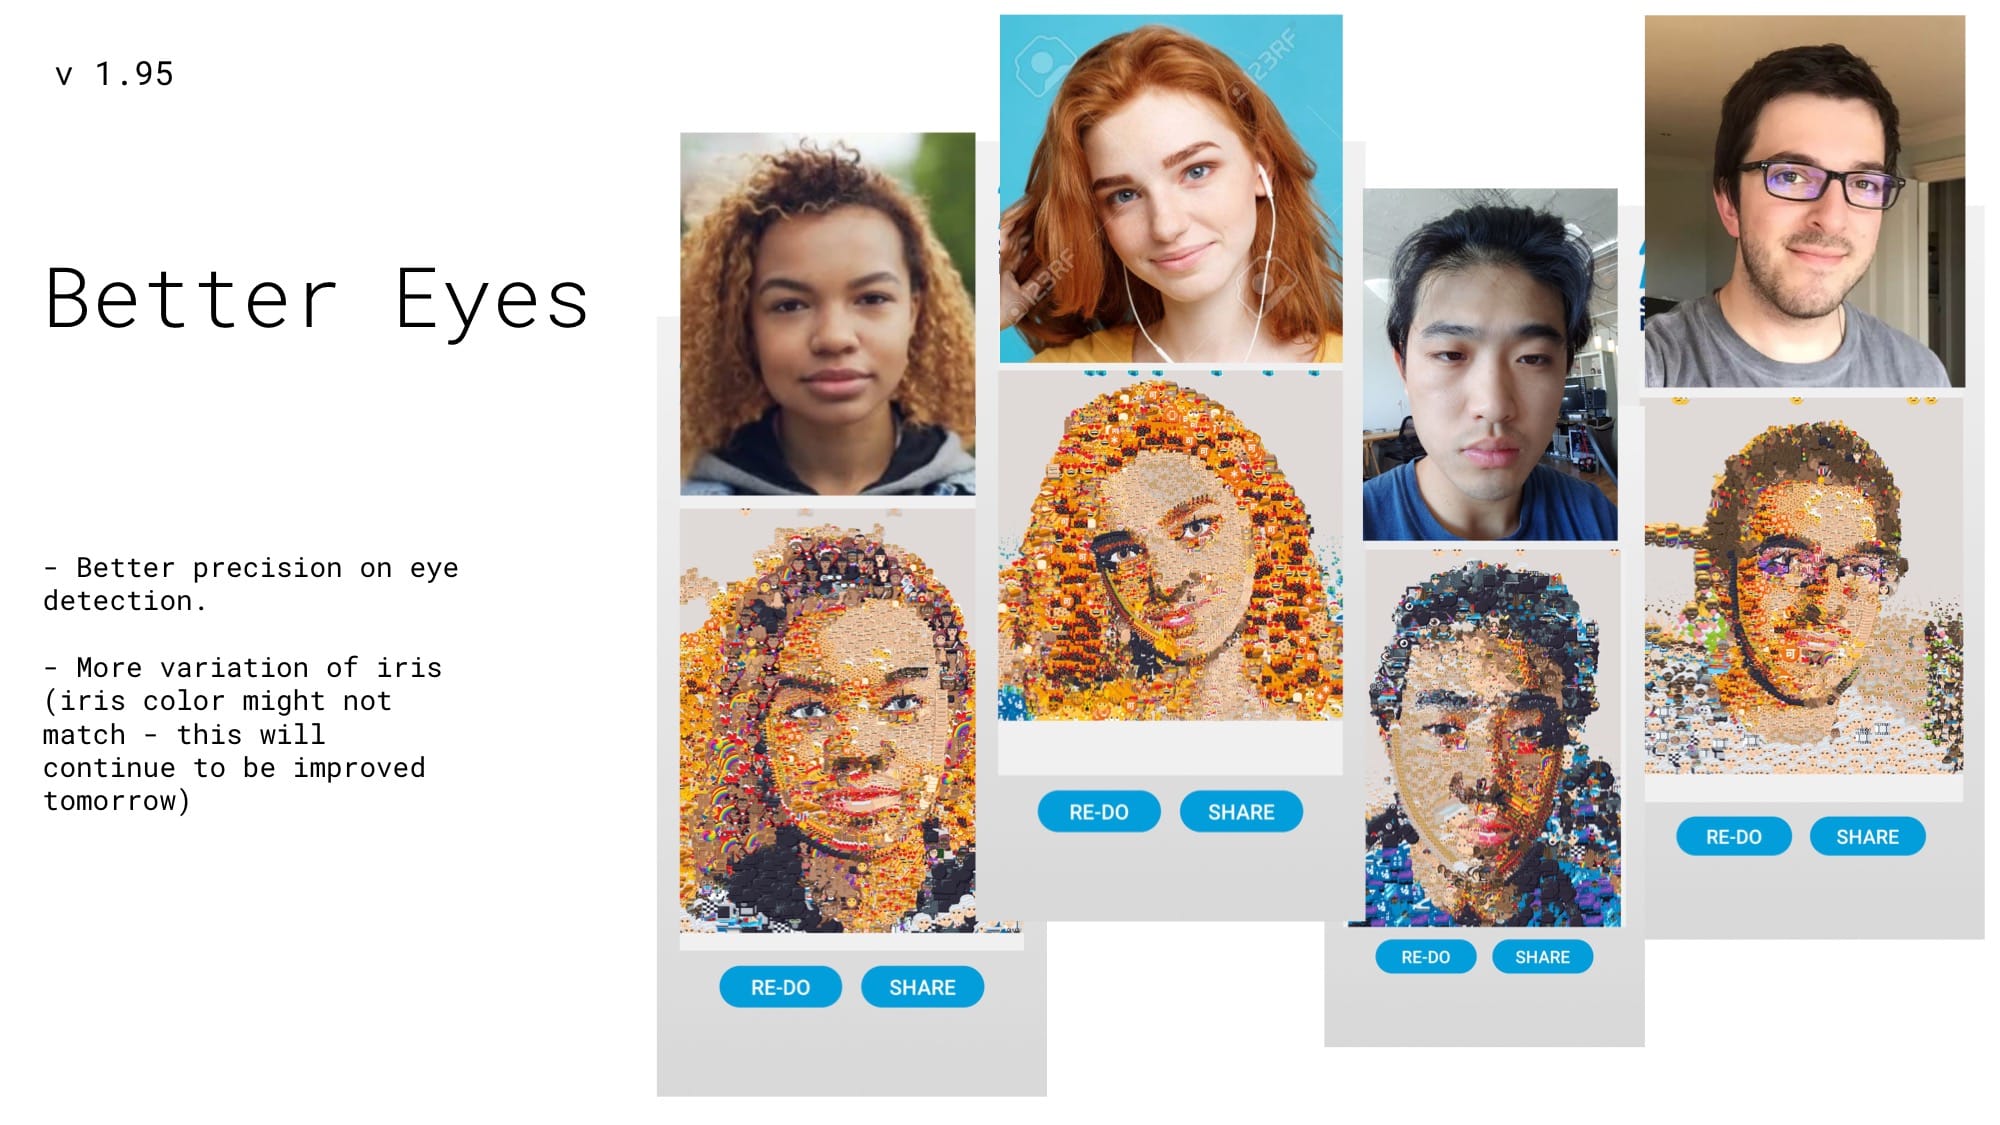 v 1.95
Better Eyes
- Better precision on eye
detection.
- More variation of iris
(iris color might not
match - this will
continue to be improved
tomorrow)
123RF
123RF
RE-DO SHARE
RE-DO SHARE
RE-DO SHARE
RE-DO SHARE